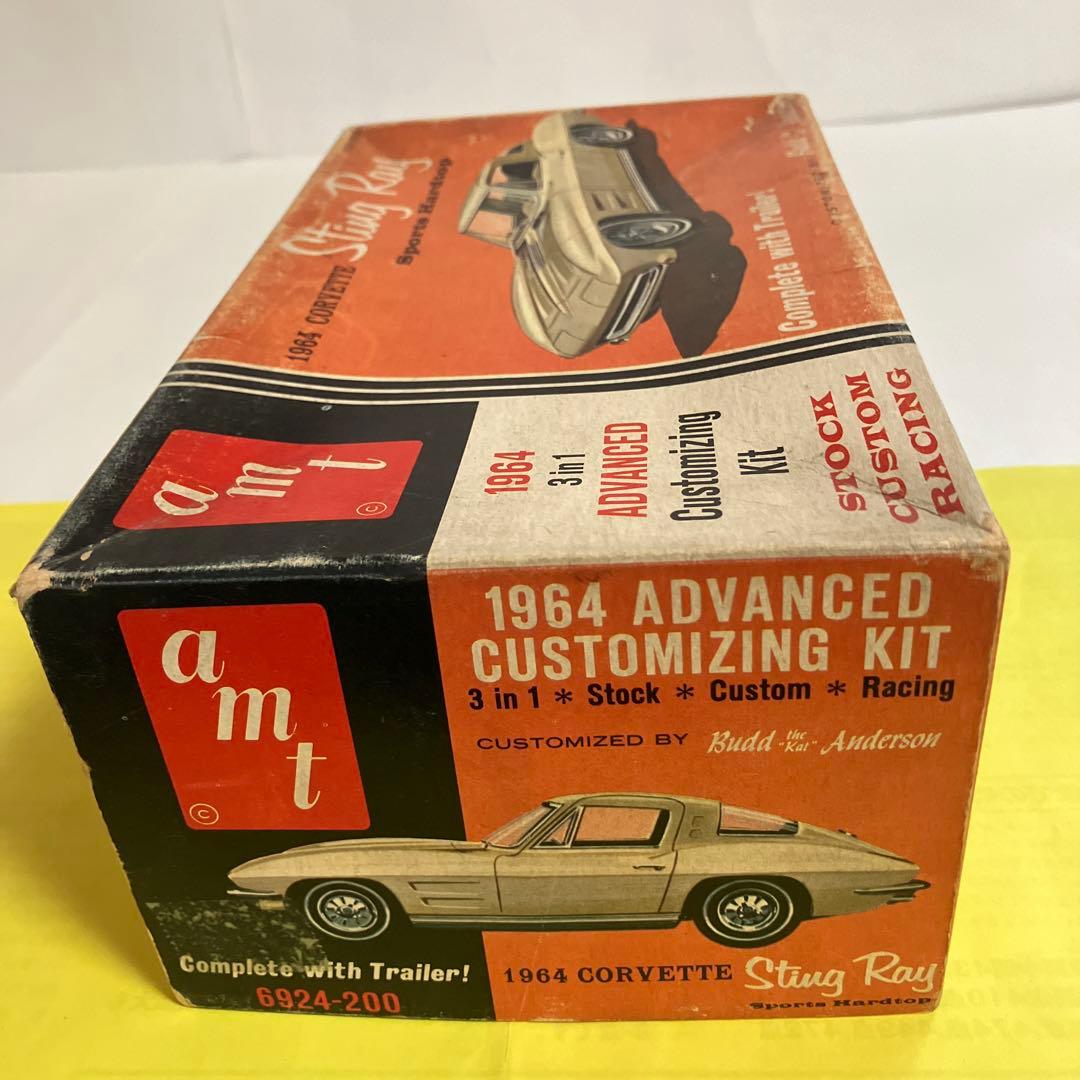 1964 CORVETTE Sting Ray
Sports Hardtop
Complete with Trailer!
amt
©
1964
3 in 1
ADVANCED
Customizing
Kit
STOCK
CUSTOM
RACING
amt
©
1964 ADVANCED
CUSTOMIZING KIT
3 in 1 * Stock * Custom * Racing
CUSTOMIZED BY Budd the "Kat" Anderson
Complete with Trailer!
6924-200
1964 CORVETTE Sting Ray
Sports Hardtop